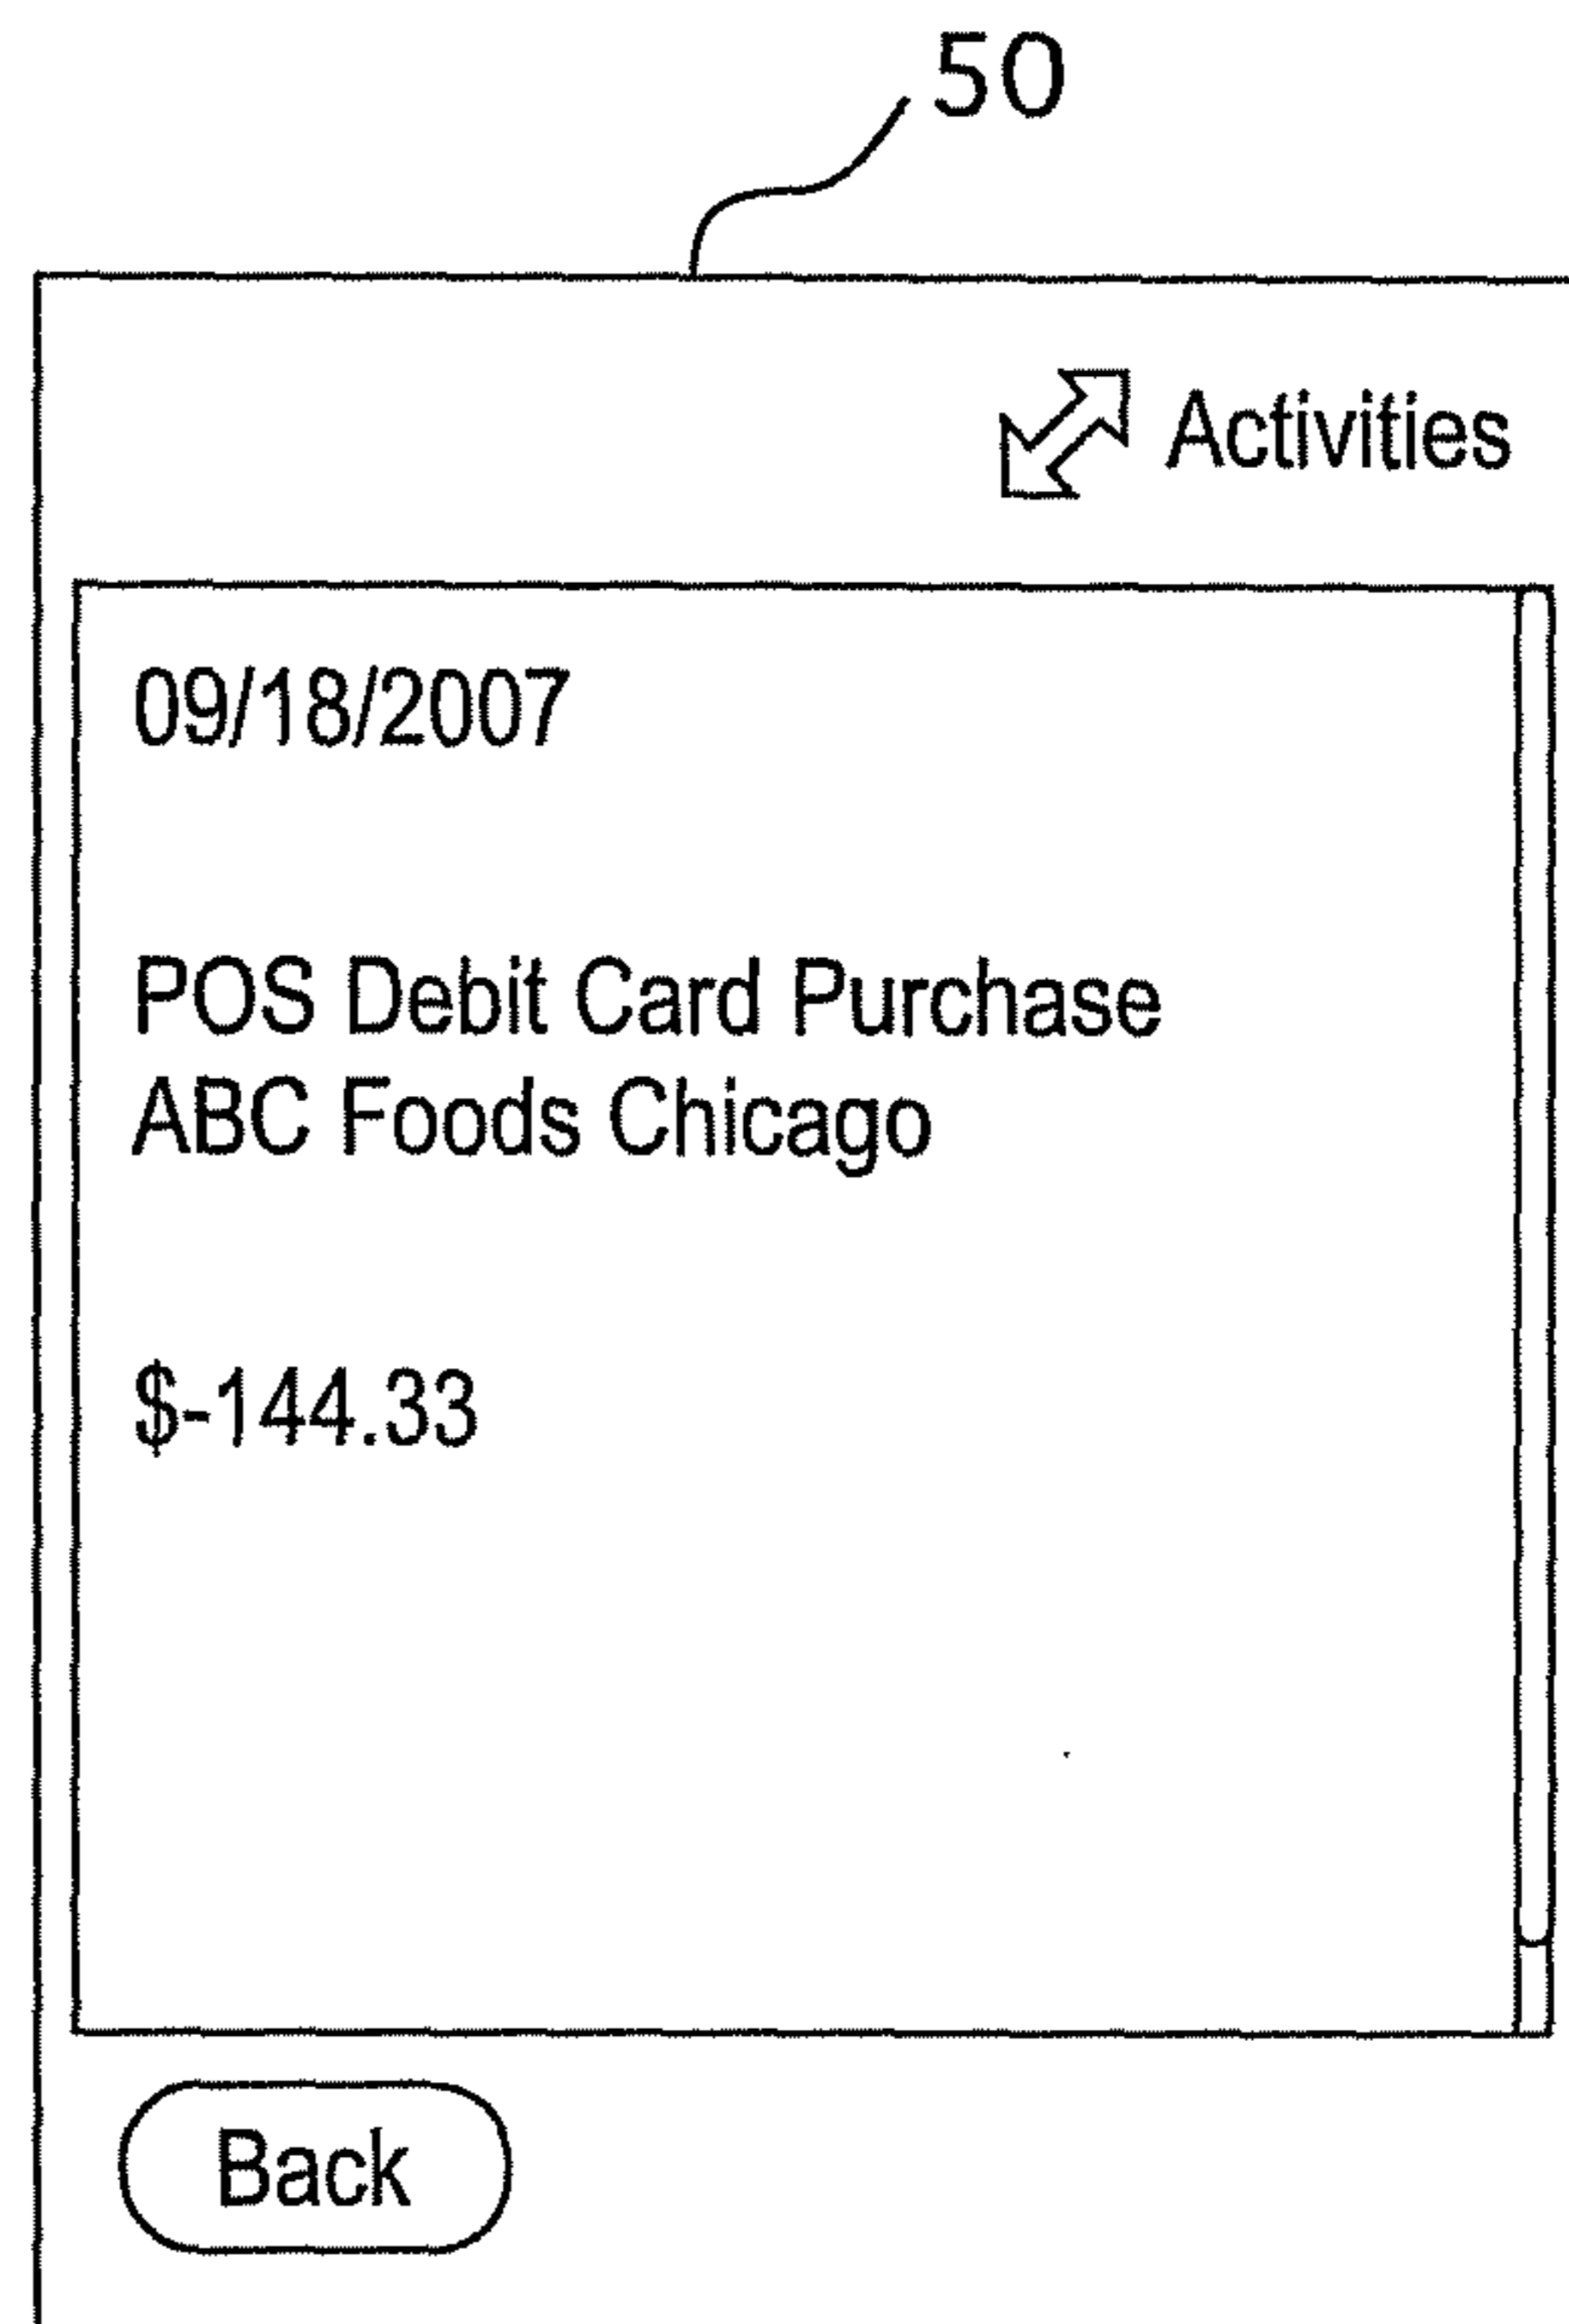 50
Activities
09/18/2007
POS Debit Card Purchase
ABC Foods Chicago
$-144.33
Back